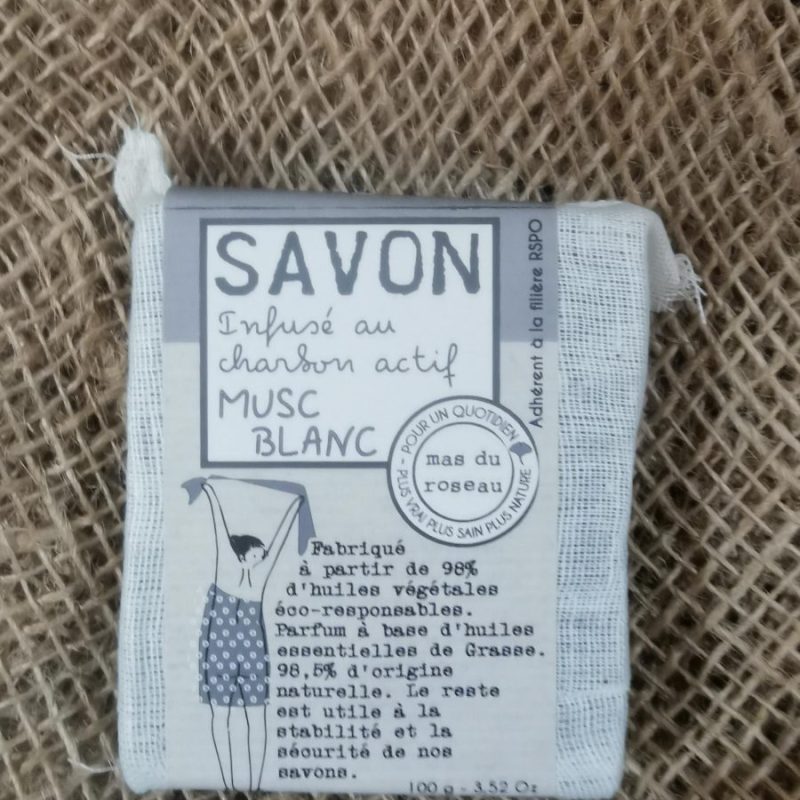 SAVON
Infusé au
charbon actif
MUSC
BLANC
Adhérent à la filière RSPO
- POUR UN QUOTIDIEN
- PLUS VRAI PLUS SAIN PLUS NATURE
mas du
roseau
Fabriqué
à partir de 98%
d'huiles végétales
éco-responsables.
Parfum à base d'huiles
essentielles de Grasse.
98,5% d'origine
naturelle. Le reste
est utile à la
stabilité et la
sécurité de nos
savons.
100 g - 3.52 Oz